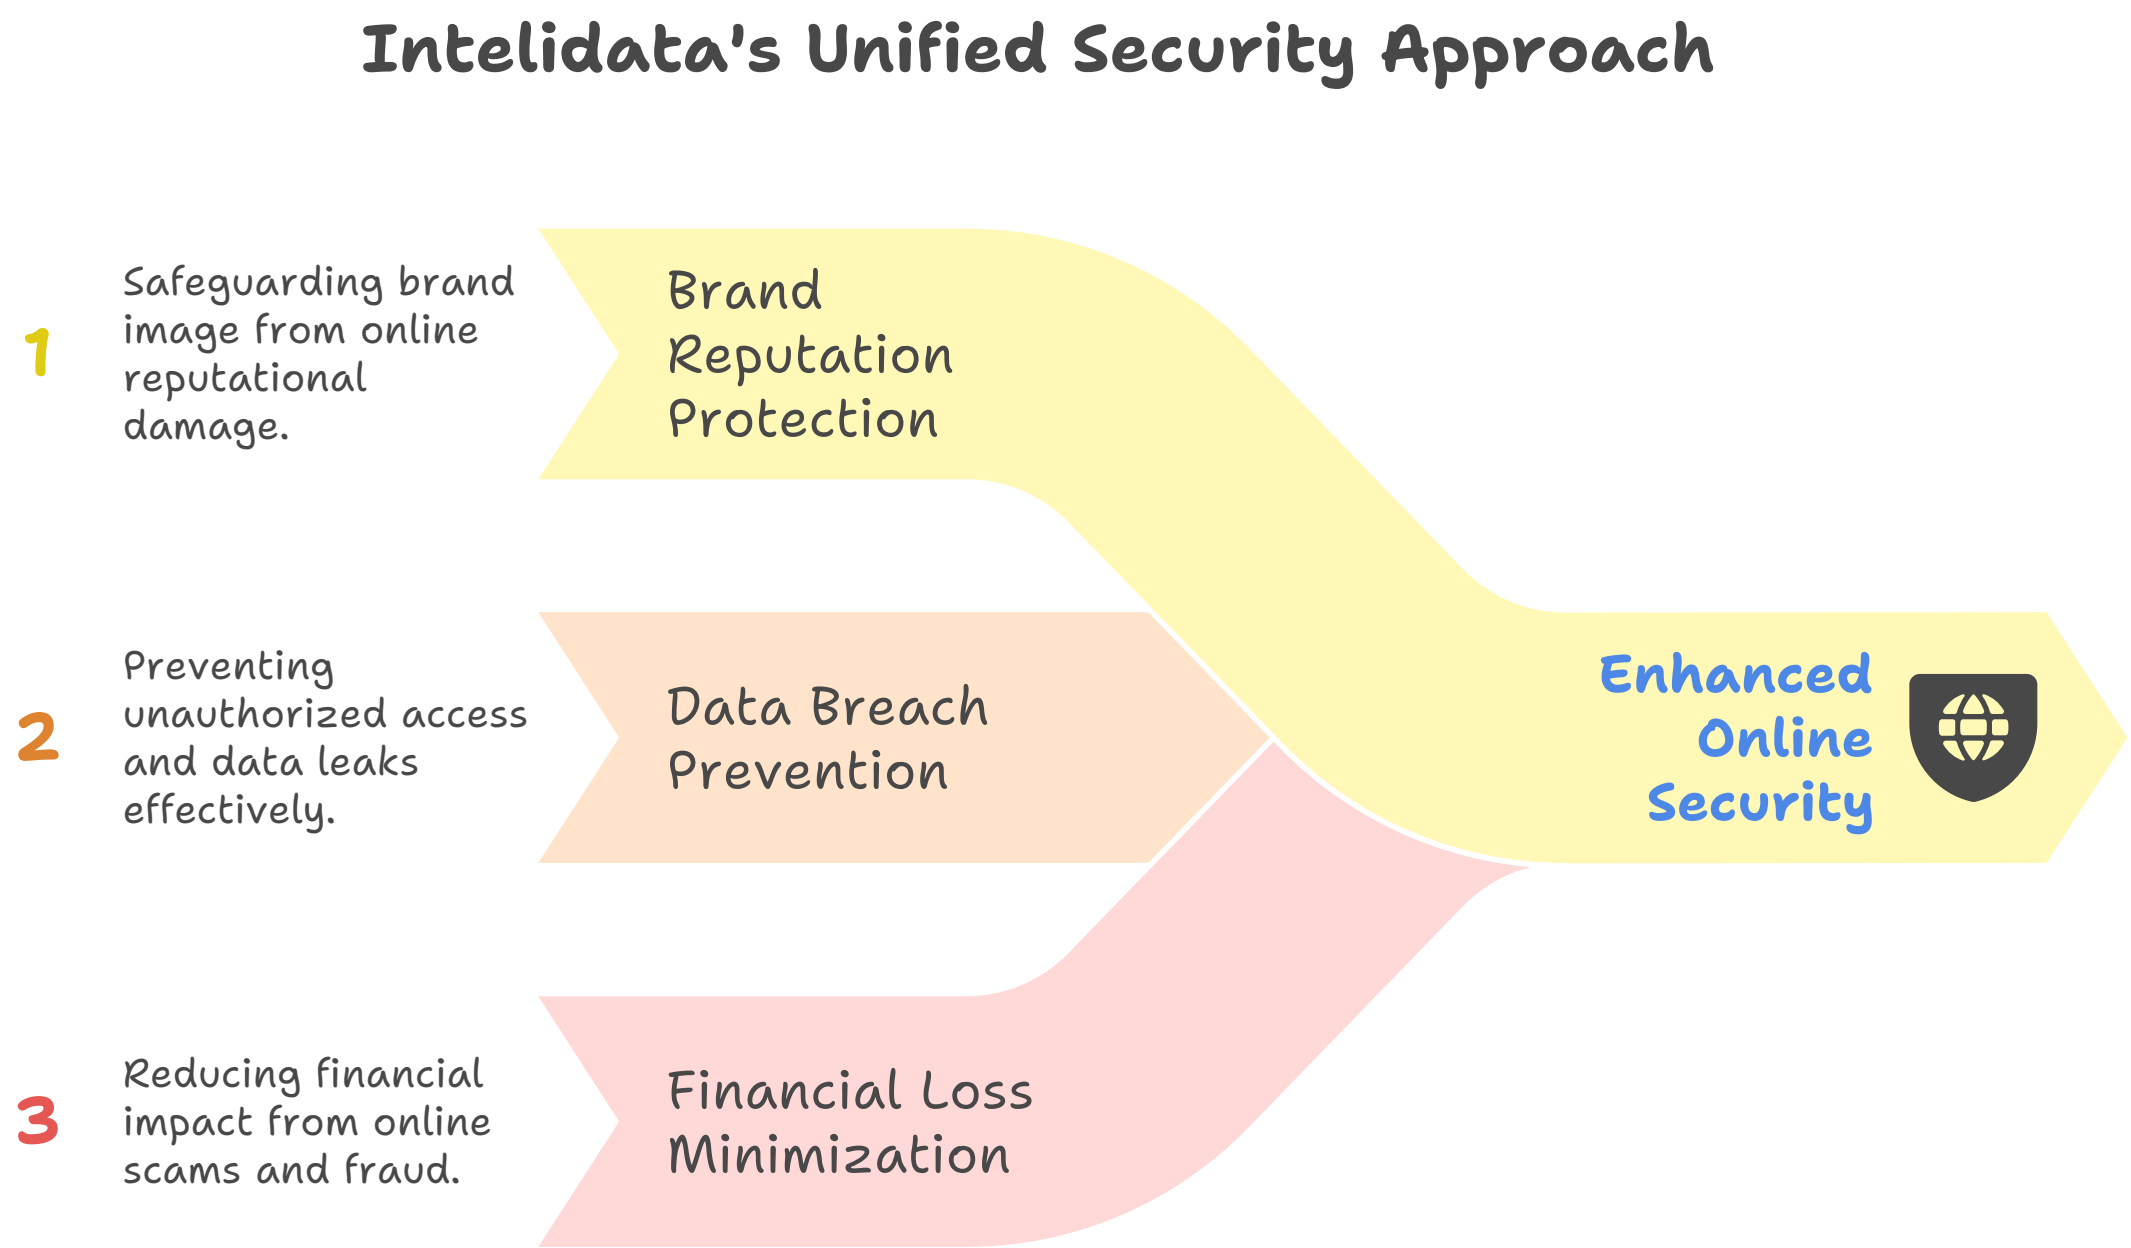 Intelidata's Unified Security Approach
1
Safeguarding brand
image from online
reputational
damage.
Brand
Reputation
Protection
2
Preventing
unauthorized access
and data leaks
effectively.
Data Breach
Prevention
Enhanced
Online
Security
3
Reducing financial
impact from online
scams and fraud.
Financial Loss
Minimization